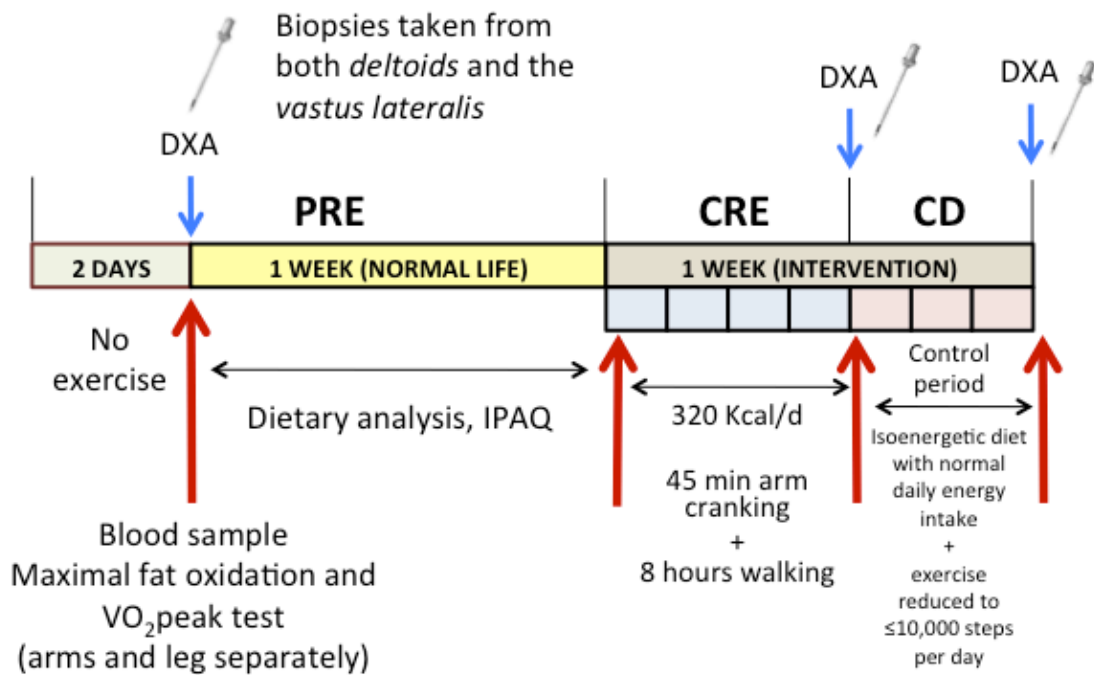 Biopsies taken from
both deltoids and the
vastus lateralis
DXA
DXA
DXA
PRE
CRE
CD
2 DAYS
1 WEEK (NORMAL LIFE)
1 WEEK (INTERVENTION)
No
exercise
Dietary analysis, IPAQ
320 Kcal/d
45 min arm
cranking
+
8 hours walking
Control
period
Isoenergetic diet
with normal
daily energy
intake
+
exercise
reduced to
≤10,000 steps
per day
Blood sample
Maximal fat oxidation and
VO₂peak test
(arms and leg separately)